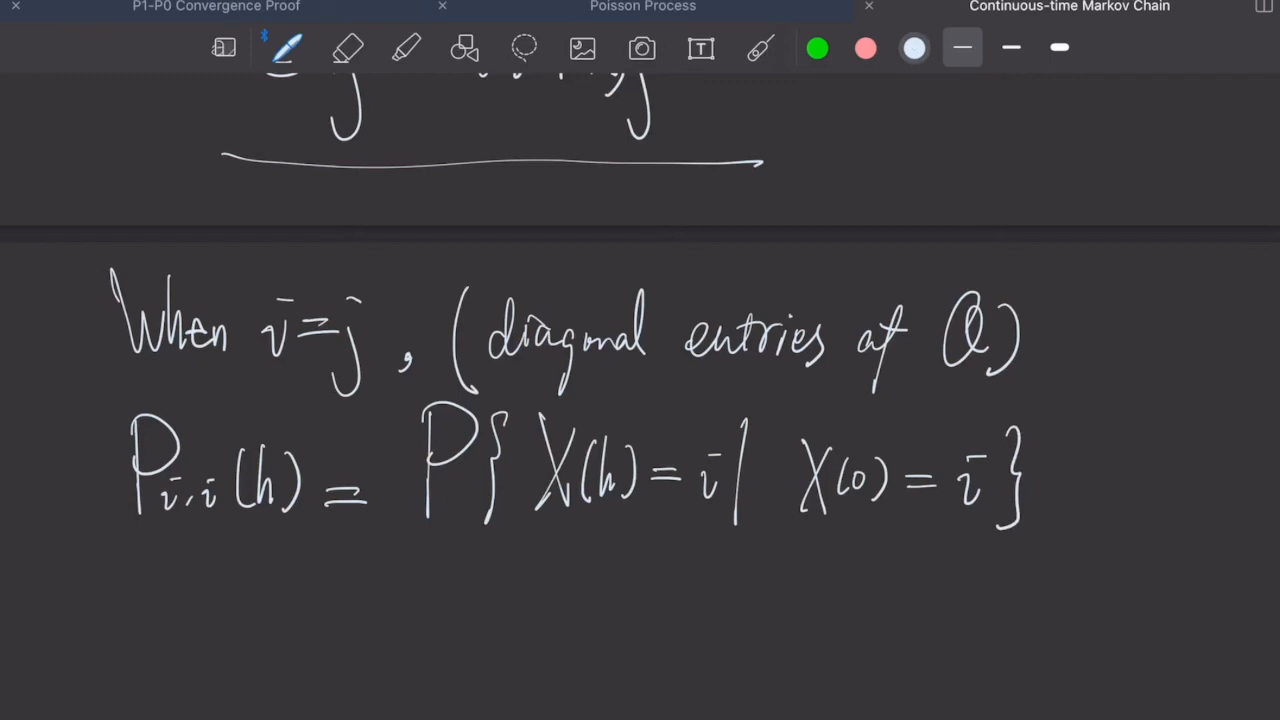 P1-P0 Convergence Proof Poisson Process Continuous-time Markov Chain
When i=j, (diagonal entries of Q)
P_{i,i}(h) = P{ X(h) = i | X(0) = i }